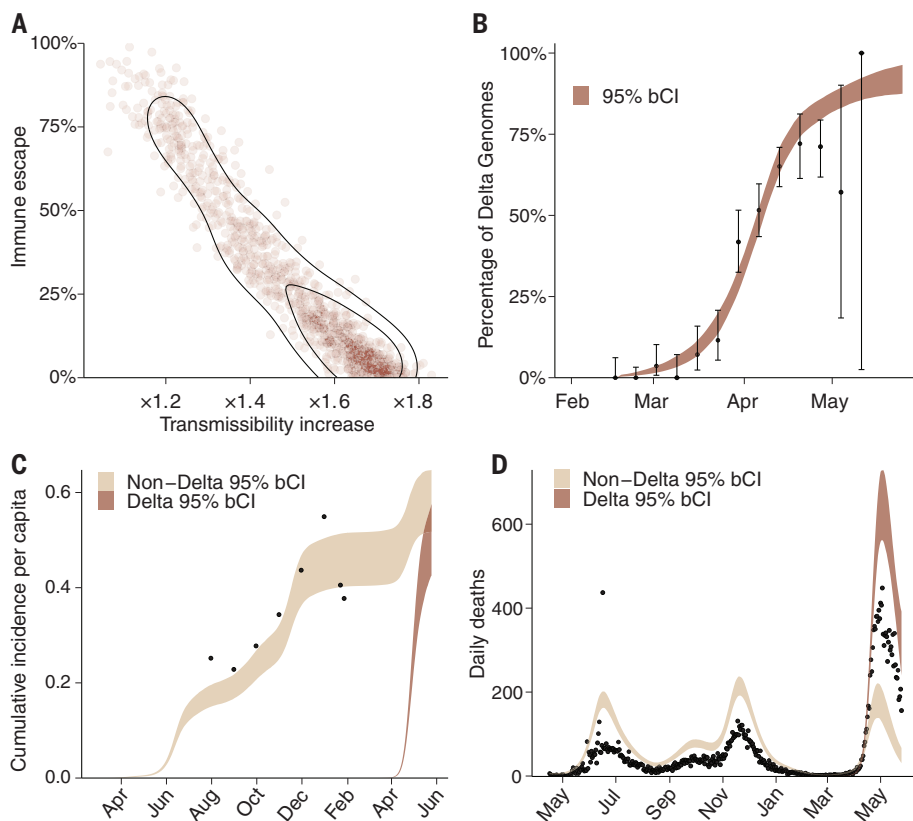 A
Immune escape
100%
75%
50%
25%
0%
×1.2 ×1.4 ×1.6 ×1.8
Transmissibility increase
B
Percentage of Delta Genomes
100%
75%
50%
25%
0%
95% bCI
Feb Mar Apr May
C
Cumulative incidence per capita
Non−Delta 95% bCI
Delta 95% bCI
0.6
0.4
0.2
0.0
Apr Jun Aug Oct Dec Feb Apr Jun
D
Daily deaths
Non−Delta 95% bCI
Delta 95% bCI
600
400
200
0
May Jul Sep Nov Jan Mar May